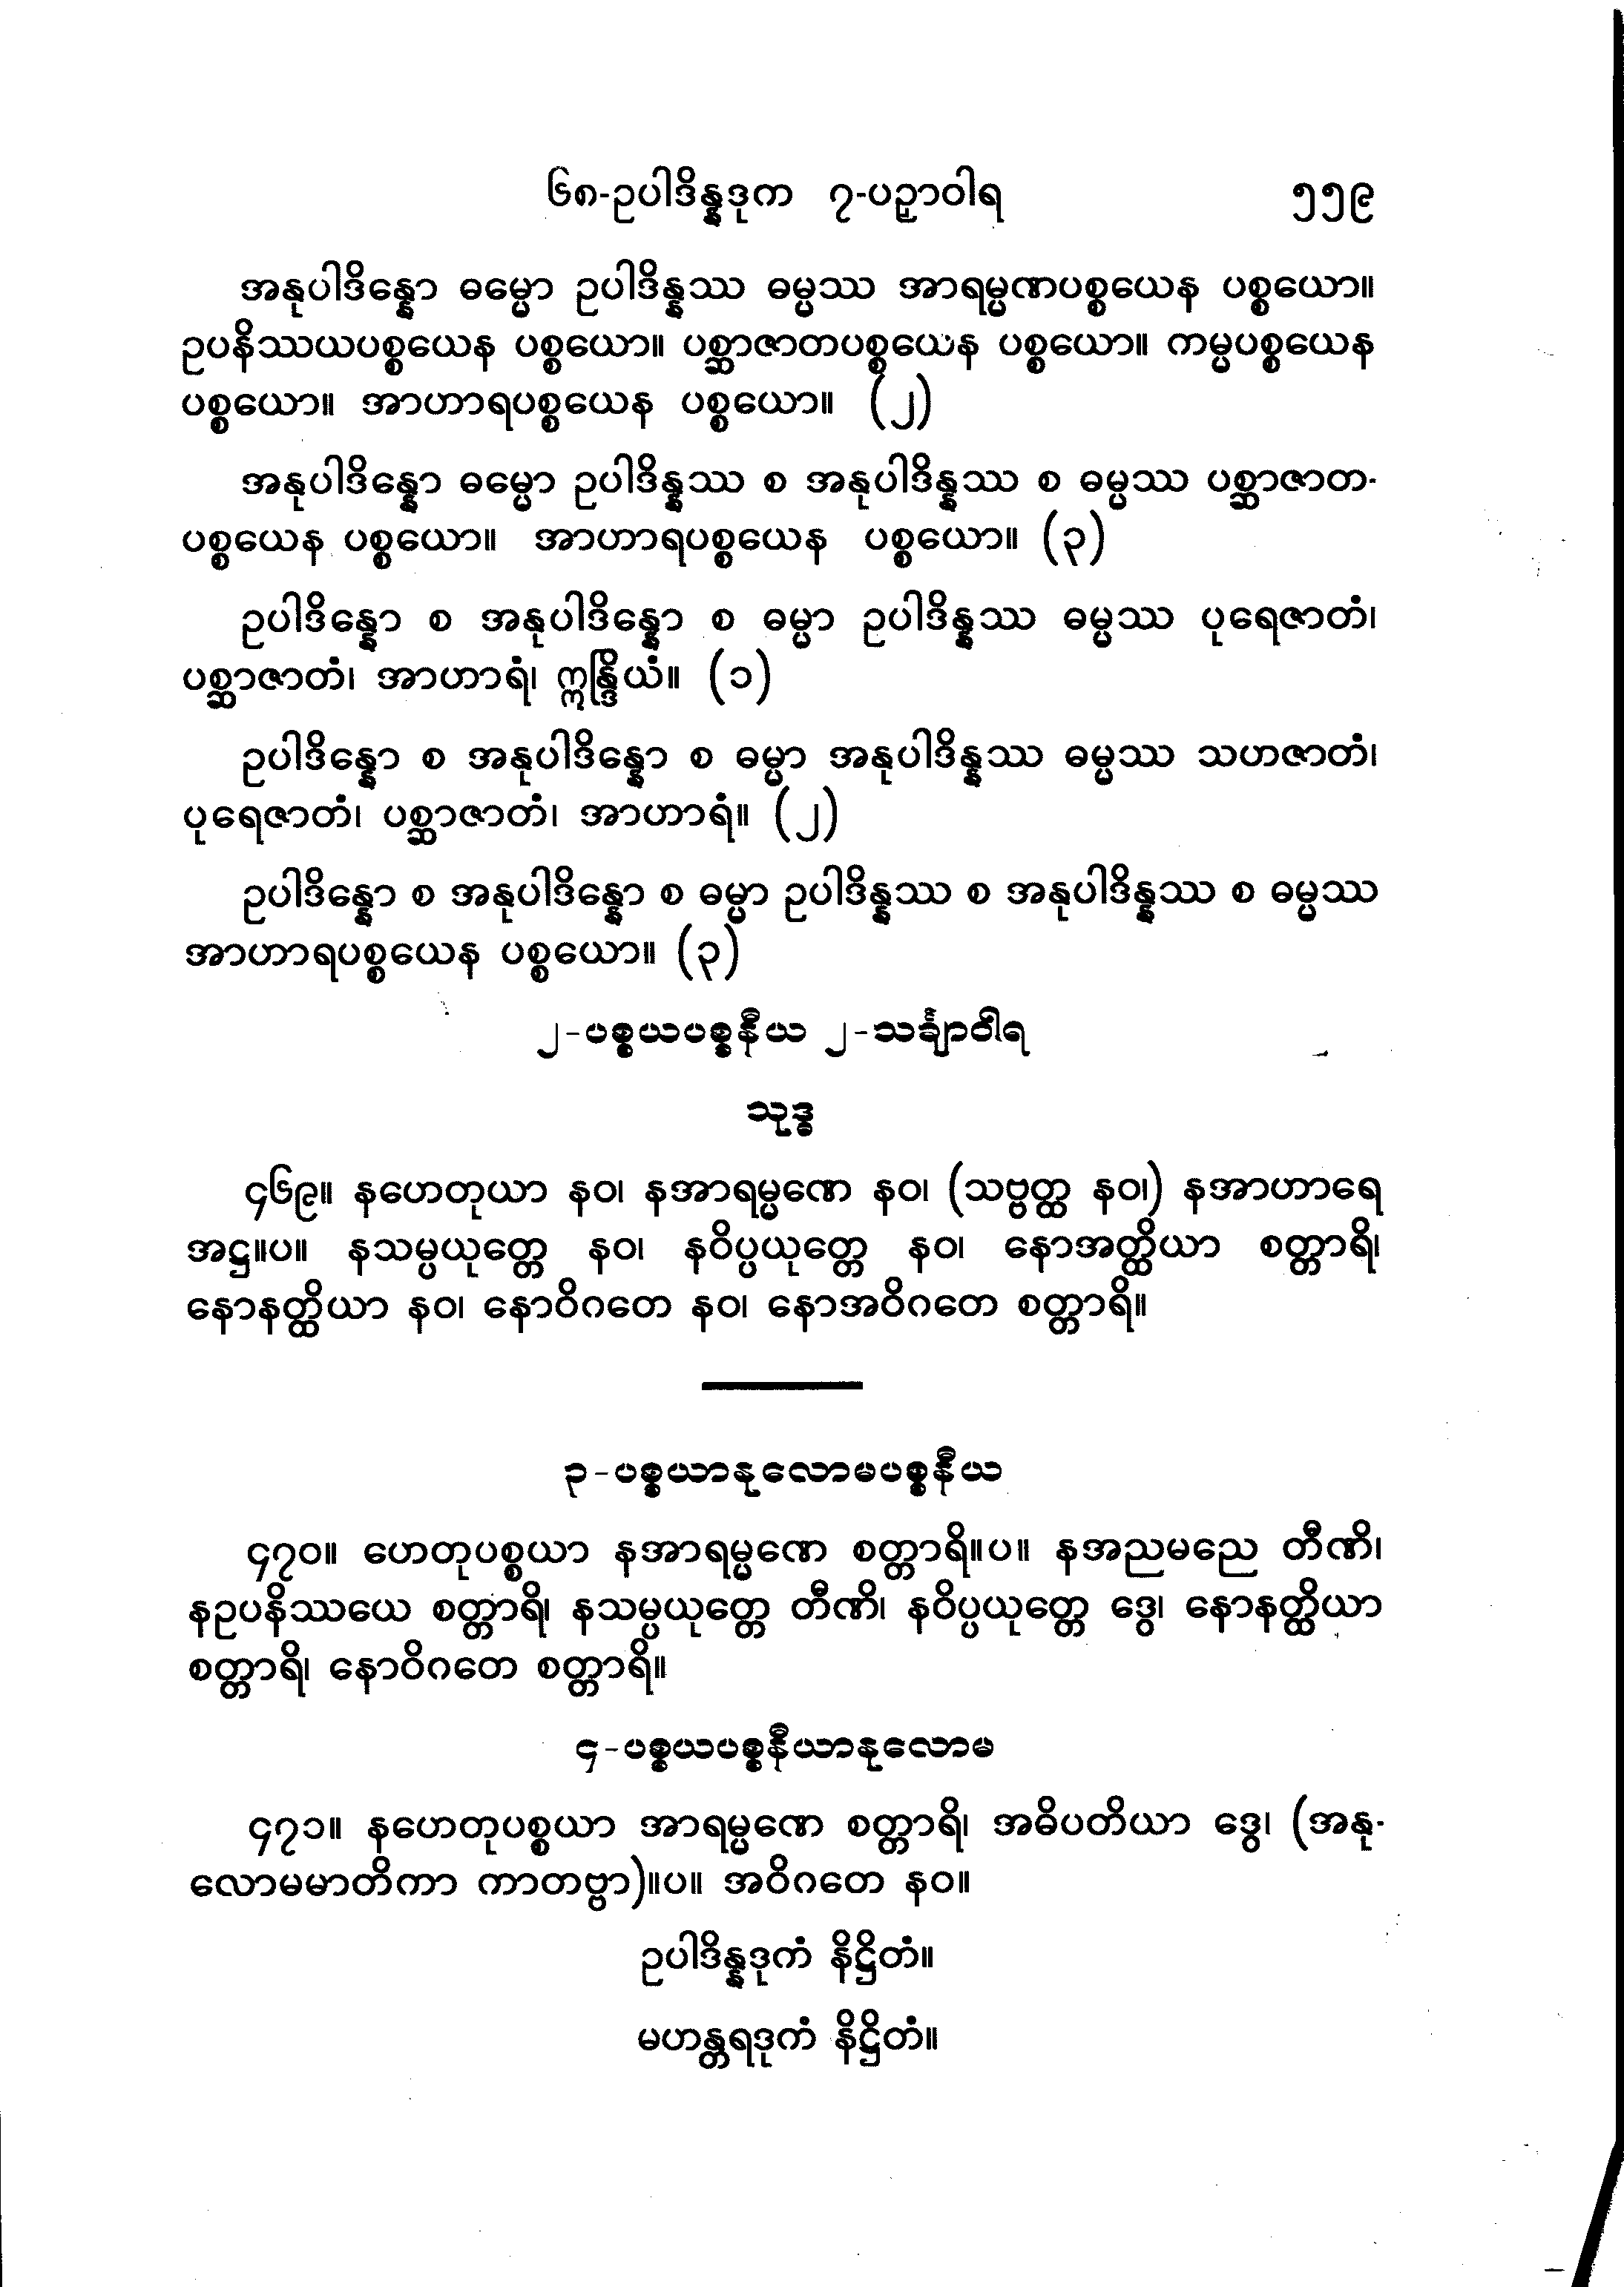 ၆၈-ဥပါဒိန္နဒုက ၇-ပဉှာဝါရ ၅၅၉
အနုပါဒိန္နော ဓမ္မော ဥပါဒိန္နဿ ဓမ္မဿ အာရမ္မဏပစ္စယေန ပစ္စယော။
ဥပနိဿယပစ္စယေန ပစ္စယော။ ပစ္ဆာဇာတပစ္စယေန ပစ္စယော။ ကမ္မပစ္စယေန
ပစ္စယော။ အာဟာရပစ္စယေန ပစ္စယော။ (၂)
အနုပါဒိန္နော ဓမ္မော ဥပါဒိန္နဿ စ အနုပါဒိန္နဿ စ ဓမ္မဿ ပစ္ဆာဇာတ-
ပစ္စယေန ပစ္စယော။ အာဟာရပစ္စယေန ပစ္စယော။ (၃)
ဥပါဒိန္နော စ အနုပါဒိန္နော စ ဓမ္မာ ဥပါဒိန္နဿ ဓမ္မဿ ပုရေဇာတံ၊
ပစ္ဆာဇာတံ၊ အာဟာရံ၊ ဣန္ဒြိယံ။ (၁)
ဥပါဒိန္နော စ အနုပါဒိန္နော စ ဓမ္မာ အနုပါဒိန္နဿ ဓမ္မဿ သဟဇာတံ၊
ပုရေဇာတံ၊ ပစ္ဆာဇာတံ၊ အာဟာရံ။ (၂)
ဥပါဒိန္နော စ အနုပါဒိန္နော စ ဓမ္မာ ဥပါဒိန္နဿ စ အနုပါဒိန္နဿ စ ဓမ္မဿ
အာဟာရပစ္စယေန ပစ္စယော။ (၃)
၂-ပစ္စယပစ္စနီယ ၂-သင်္ချာဝါရ
သုဒ္ဓ
၄၆၉။ နဟေတုယာ နဝ၊ နအာရမ္မဏေ နဝ၊ (သဗ္ဗတ္ထ နဝ၊) နအာဟာရေ
အဋ္ဌ။ပ။ နသမ္ပယုတ္တေ နဝ၊ နဝိပ္ပယုတ္တေ နဝ၊ နောအတ္ထိယာ စတ္တာရိ၊
နောနတ္ထိယာ နဝ၊ နောဝိဂတေ နဝ၊ နောအဝိဂတေ စတ္တာရိ။
၃-ပစ္စယာနုလောမပစ္စနီယ
၄၇၀။ ဟေတုပစ္စယာ နအာရမ္မဏေ စတ္တာရိ။ပ။ နအညမညေ တီဏိ၊
နဥပနိဿယေ စတ္တာရိ၊ နသမ္ပယုတ္တေ တီဏိ၊ နဝိပ္ပယုတ္တေ ဒွေ၊ နောနတ္ထိယာ
စတ္တာရိ၊ နောဝိဂတေ စတ္တာရိ။
၄-ပစ္စယပစ္စနီယာနုလောမ
၄၇၁။ နဟေတုပစ္စယာ အာရမ္မဏေ စတ္တာရိ၊ အဓိပတိယာ ဒွေ၊ (အနု-
လောမမာတိကာ ကာတဗ္ဗာ)။ပ။ အဝိဂတေ နဝ။
ဥပါဒိန္နဒုကံ နိဋ္ဌိတံ။
မဟန္တရဒုကံ နိဋ္ဌိတံ။